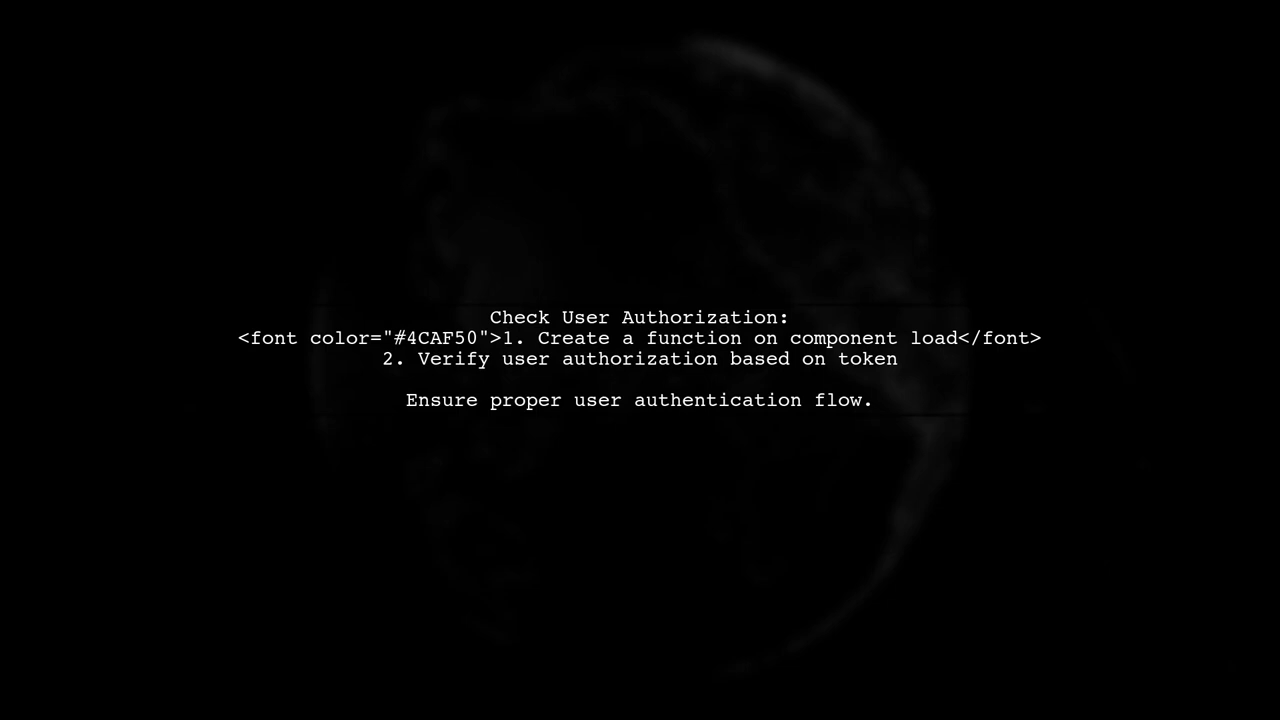 Check User Authorization:
<font color="#4CAF50">1. Create a function on component load</font>
2. Verify user authorization based on token
Ensure proper user authentication flow.